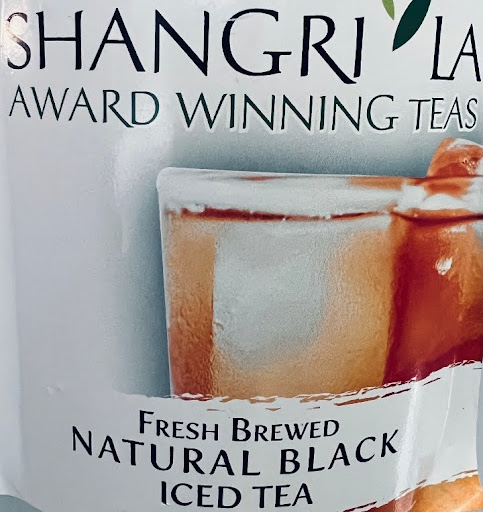 SHANGRI LA
AWARD WINNING TEAS
FRESH BREWED
NATURAL BLACK
ICED TEA